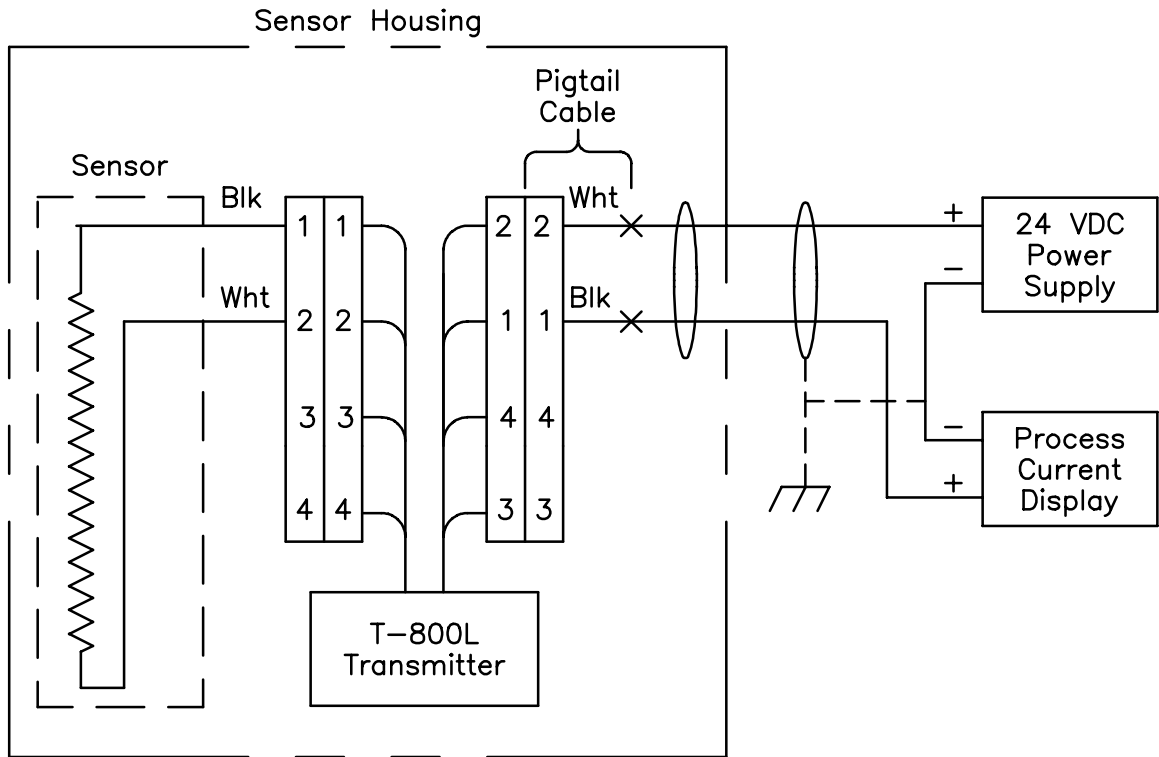 Sensor Housing
Pigtail
Cable
Sensor
Blk
Wht
1 1
2 2
3 3
4 4
2 2
1 1
4 4
3 3
Wht
Blk
T-800L
Transmitter
+
−
24 VDC
Power
Supply
−
+
Process
Current
Display